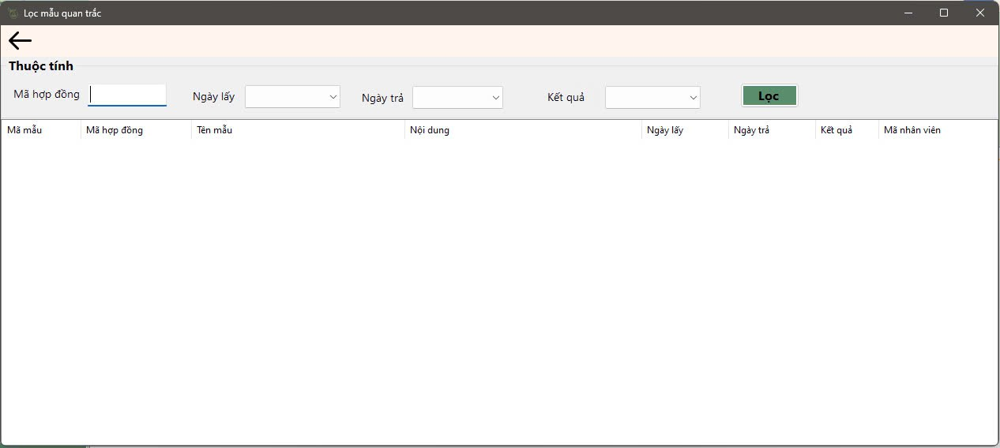 Lọc mẫu quan trắc
Thuộc tính
Mã hợp đồng Ngày lấy Ngày trả Kết quả Lọc
Mã mẫu Mã hợp đồng Tên mẫu Nội dung Ngày lấy Ngày trả Kết quả Mã nhân viên